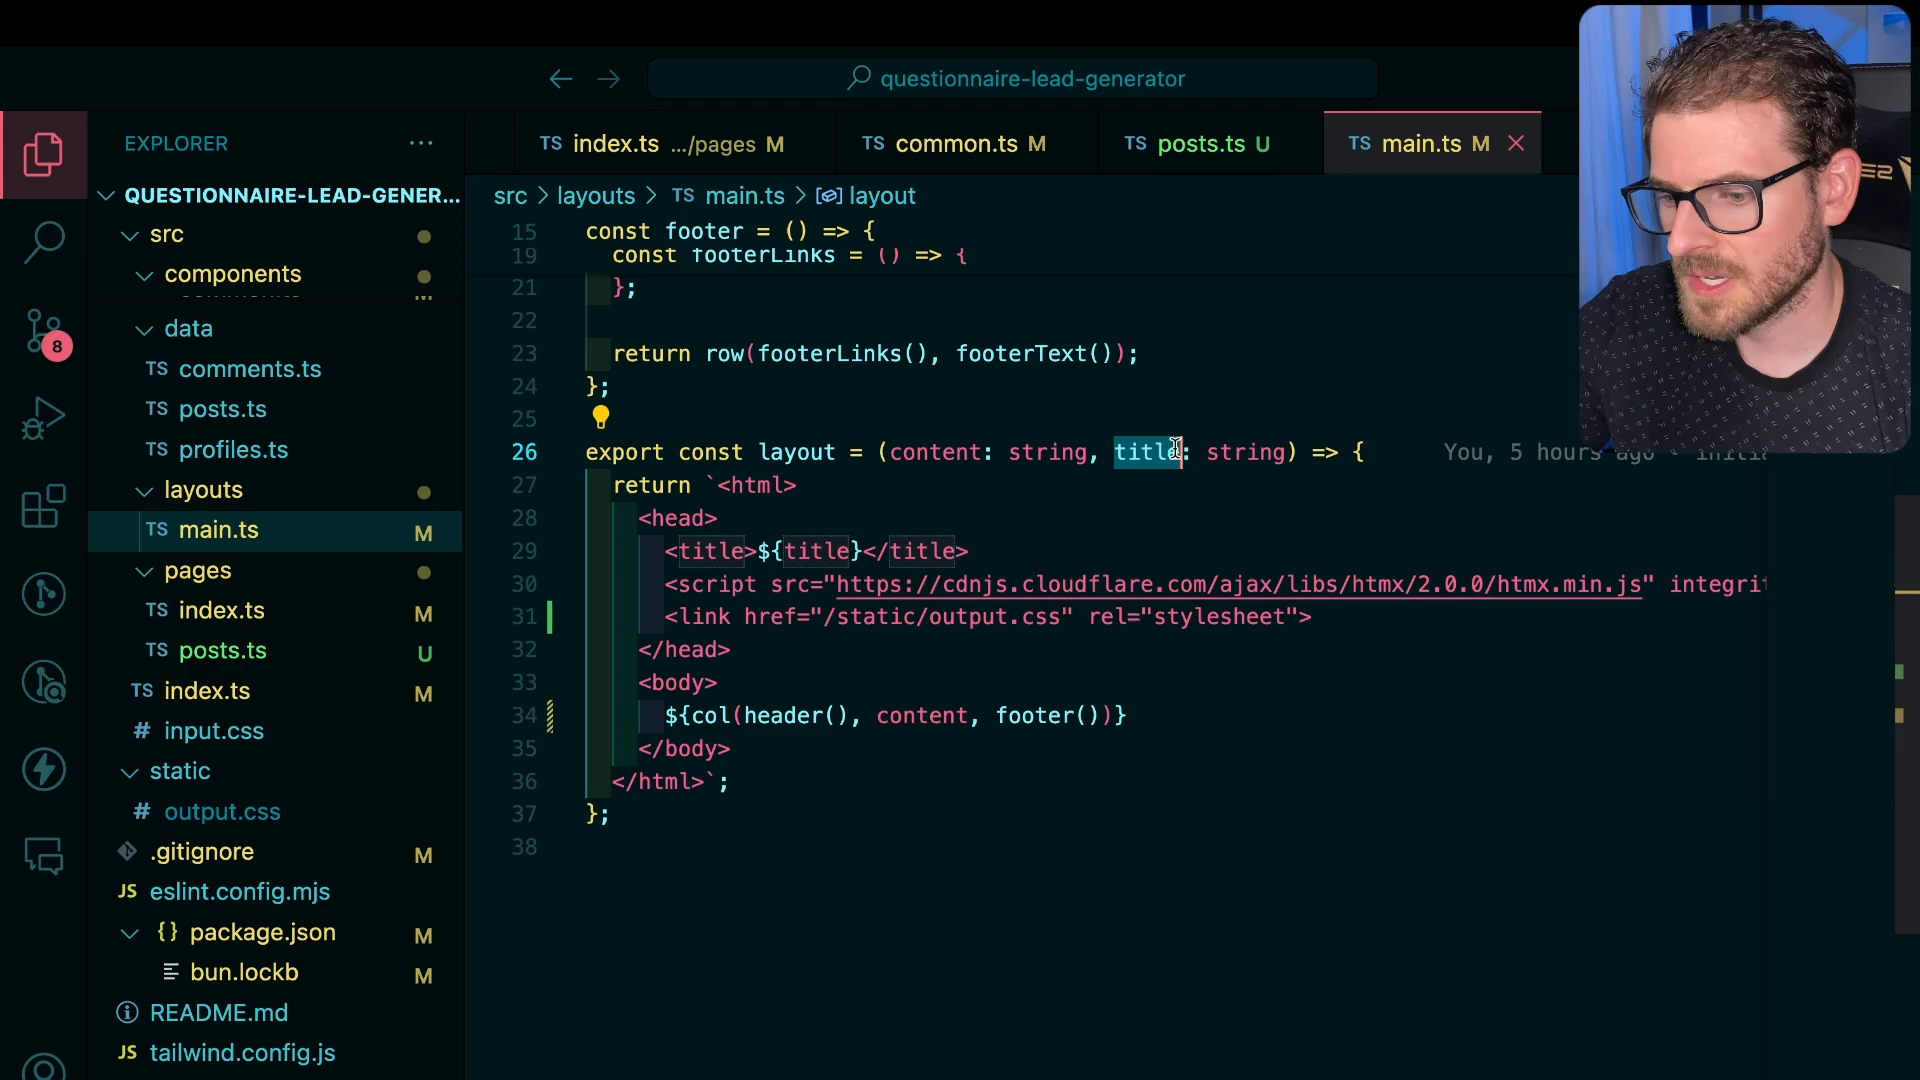 questionnaire-lead-generator
EXPLORER
TS index.ts .../pages M
TS common.ts M
TS posts.ts U
TS main.ts M
QUESTIONNAIRE-LEAD-GENER...
src > layouts > TS main.ts > layout
src
components
data
TS comments.ts
TS posts.ts
TS profiles.ts
layouts
TS main.ts M
pages
TS index.ts M
TS posts.ts U
TS index.ts M
# input.css
static
# output.css
.gitignore M
JS eslint.config.mjs
{} package.json M
bun.lockb M
README.md
JS tailwind.config.js
8
15 const footer = () => {
19 const footerLinks = () => {
21 };
22
23 return row(footerLinks(), footerText());
24 };
25
26 export const layout = (content: string, title: string) => { You, 5 hours ago
27 return `<html>
28 <head>
29 <title>${title}</title>
30 <script src="https://cdnjs.cloudflare.com/ajax/libs/htmx/2.0.0/htmx.min.js" integrit
31 <link href="/static/output.css" rel="stylesheet">
32 </head>
33 <body>
34 ${col(header(), content, footer())}
35 </body>
36 </html>`;
37 };
38